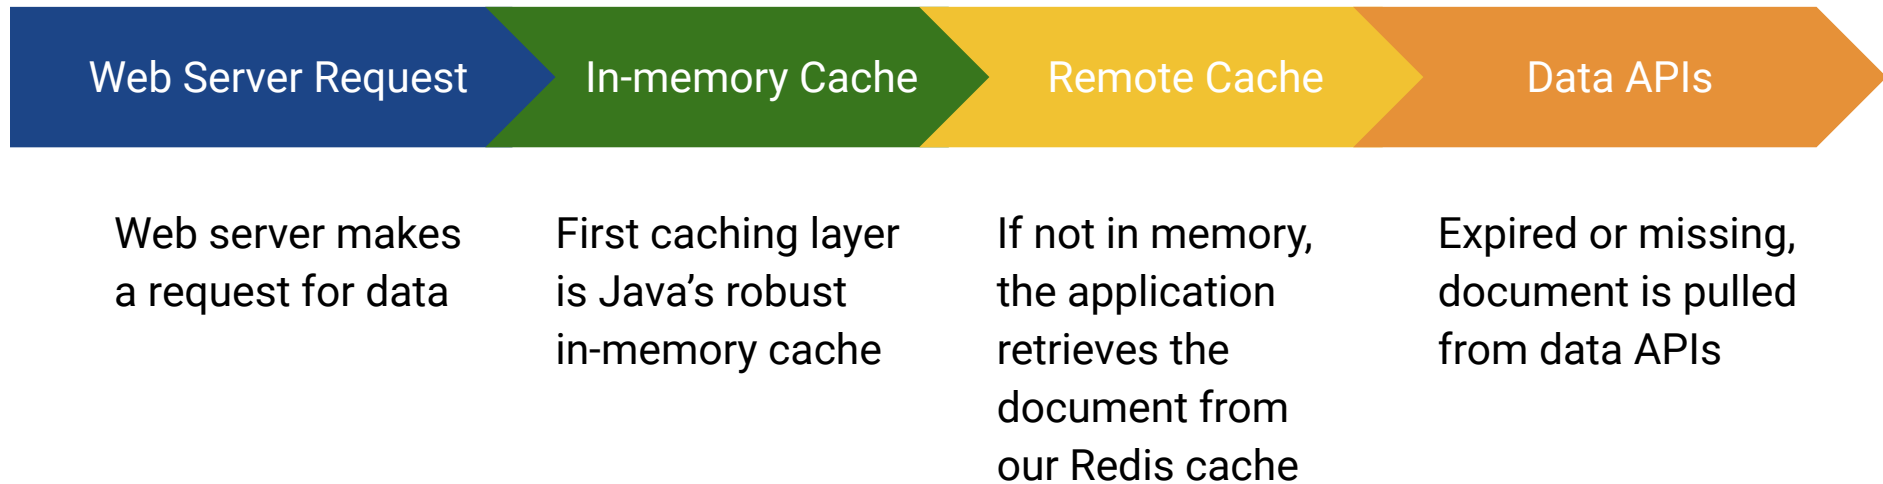 Web Server Request
In-memory Cache
Remote Cache
Data APIs
Web server makes
a request for data
First caching layer
is Java’s robust
in-memory cache
If not in memory,
the application
retrieves the
document from
our Redis cache
Expired or missing,
document is pulled
from data APIs